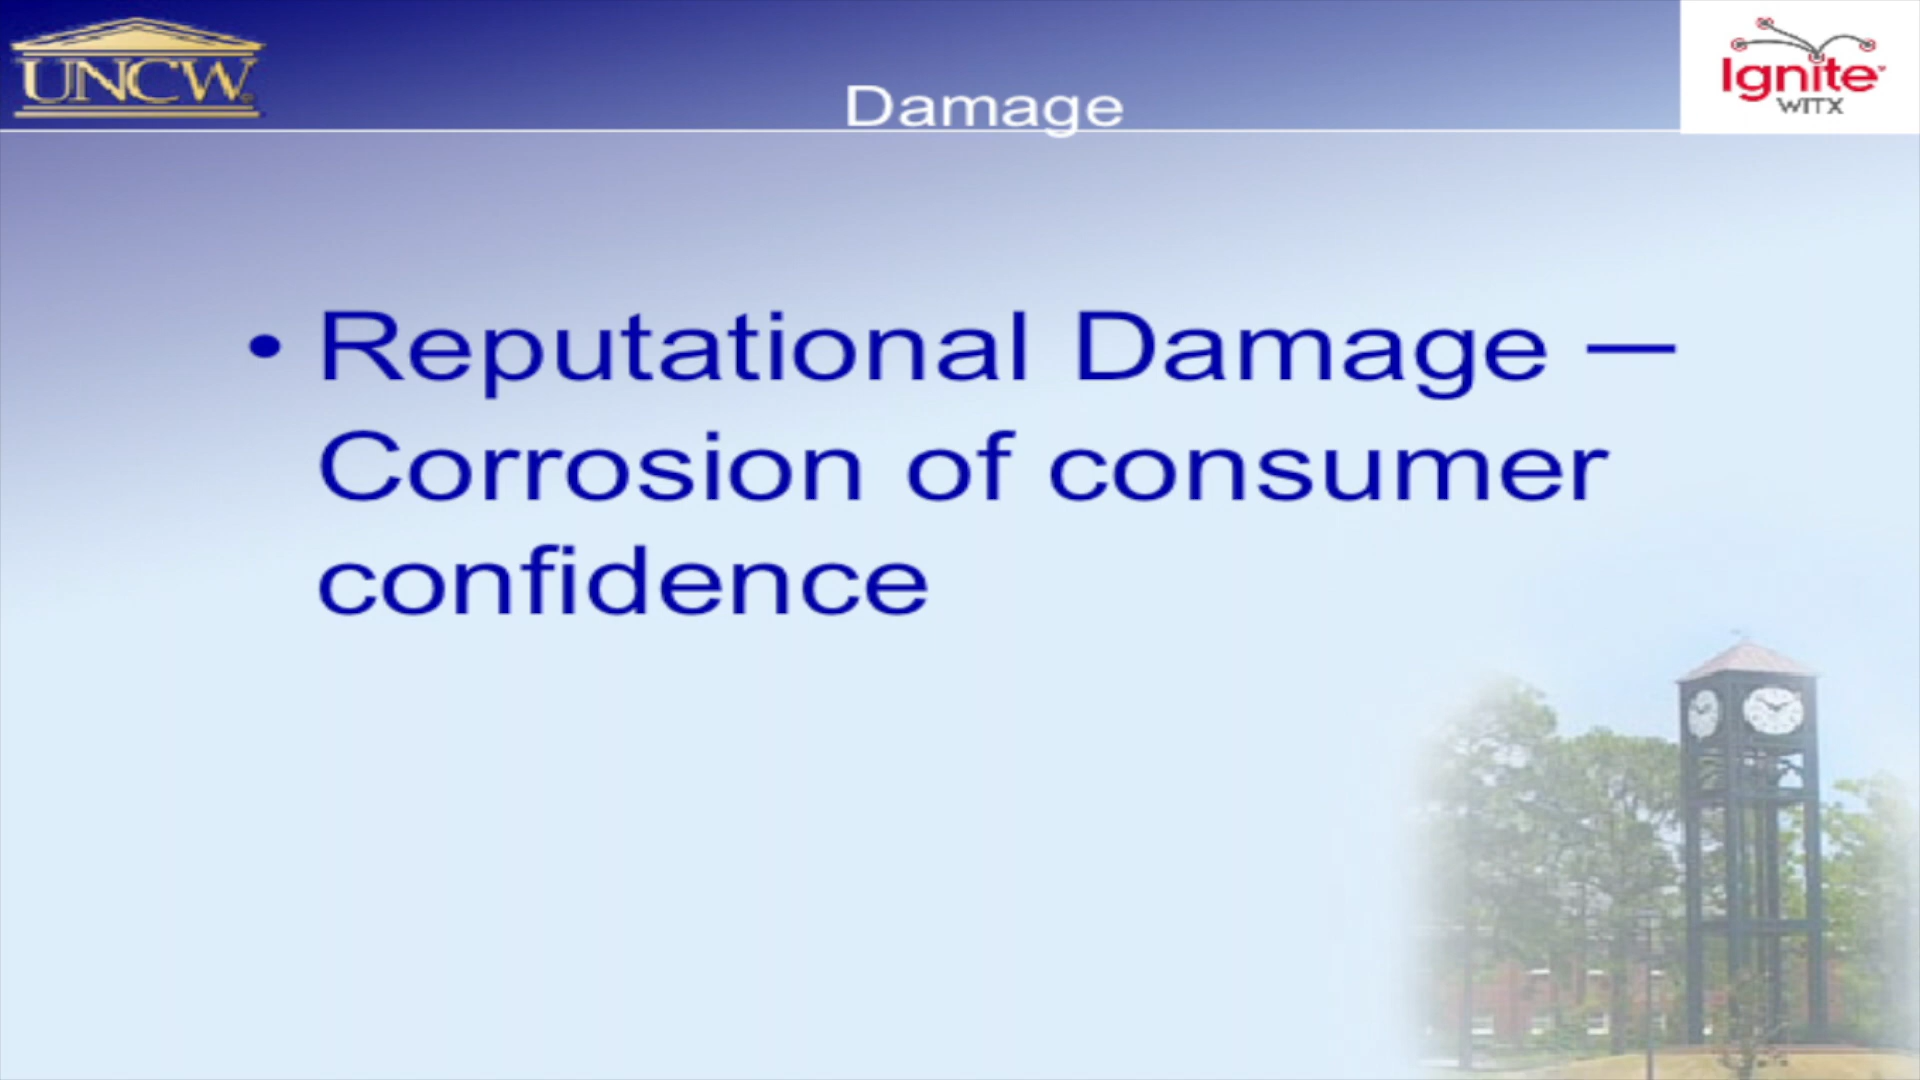 UNCW
Damage
Ignite
WITX
• Reputational Damage –
Corrosion of consumer
confidence